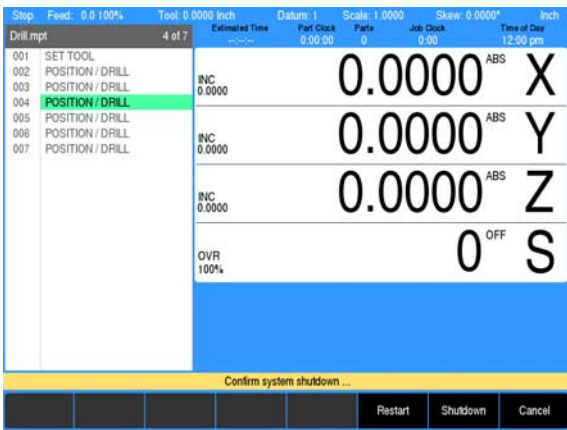 Stop Feed: 0.0 100% Tool: 0.0000 Inch Datum: 1 Scale: 1.0000 Skew: 0.0000° Inch
Drill.mpt 4 of 7 Estimated Time Part Clock Parts Job Clock Time of Day
--:--:-- 0:00:00 0 0:00 12:00 pm
001 SET TOOL
002 POSITION / DRILL
003 POSITION / DRILL
004 POSITION / DRILL
005 POSITION / DRILL
006 POSITION / DRILL
007 POSITION / DRILL
INC 0.0000 0.0000 ABS X
INC 0.0000 0.0000 ABS Y
INC 0.0000 0.0000 ABS Z
OVR 100% 0 OFF S
Confirm system shutdown ...
Restart Shutdown Cancel